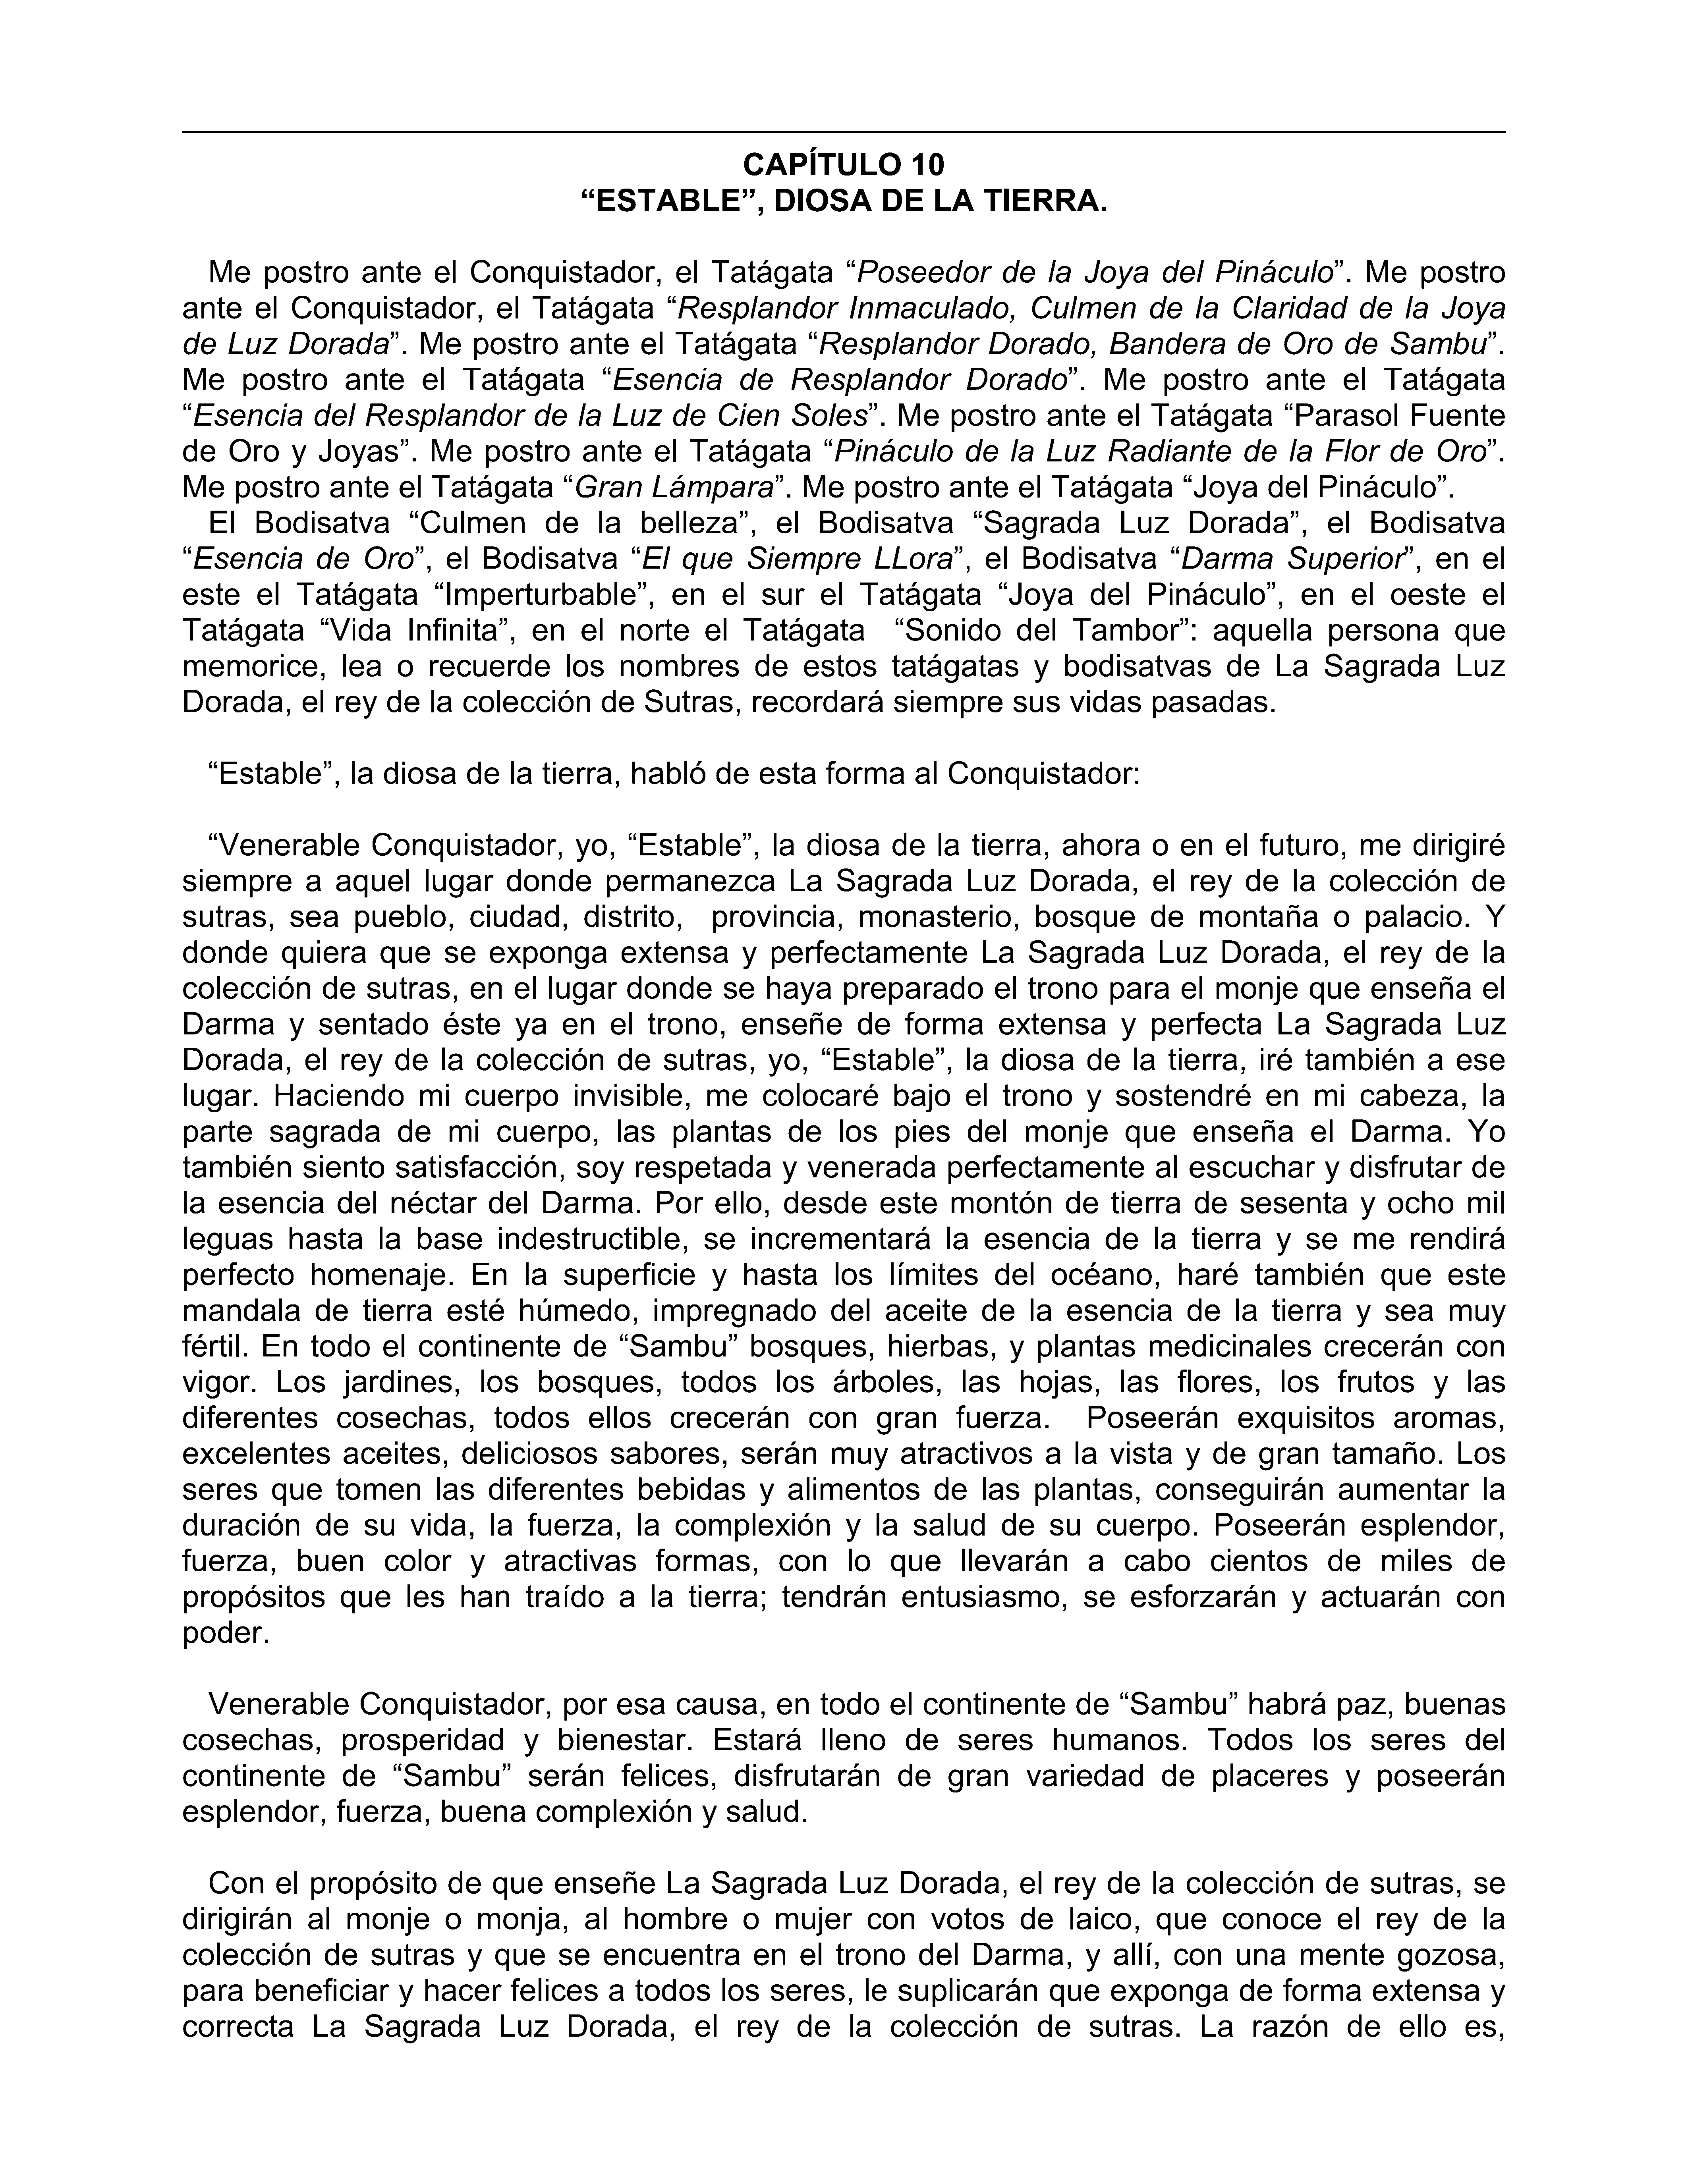 CAPÍTULO 10
“ESTABLE”, DIOSA DE LA TIERRA.
Me postro ante el Conquistador, el Tatágata “Poseedor de la Joya del Pináculo”. Me postro
ante el Conquistador, el Tatágata “Resplandor Inmaculado, Culmen de la Claridad de la Joya
de Luz Dorada”. Me postro ante el Tatágata “Resplandor Dorado, Bandera de Oro de Sambu”.
Me postro ante el Tatágata “Esencia de Resplandor Dorado”. Me postro ante el Tatágata
“Esencia del Resplandor de la Luz de Cien Soles”. Me postro ante el Tatágata “Parasol Fuente
de Oro y Joyas”. Me postro ante el Tatágata “Pináculo de la Luz Radiante de la Flor de Oro”.
Me postro ante el Tatágata “Gran Lámpara”. Me postro ante el Tatágata “Joya del Pináculo”.
El Bodisatva “Culmen de la belleza”, el Bodisatva “Sagrada Luz Dorada”, el Bodisatva
“Esencia de Oro”, el Bodisatva “El que Siempre LLora”, el Bodisatva “Darma Superior”, en el
este el Tatágata “Imperturbable”, en el sur el Tatágata “Joya del Pináculo”, en el oeste el
Tatágata “Vida Infinita”, en el norte el Tatágata “Sonido del Tambor”: aquella persona que
memorice, lea o recuerde los nombres de estos tatágatas y bodisatvas de La Sagrada Luz
Dorada, el rey de la colección de Sutras, recordará siempre sus vidas pasadas.
“Estable”, la diosa de la tierra, habló de esta forma al Conquistador:
“Venerable Conquistador, yo, “Estable”, la diosa de la tierra, ahora o en el futuro, me dirigiré
siempre a aquel lugar donde permanezca La Sagrada Luz Dorada, el rey de la colección de
sutras, sea pueblo, ciudad, distrito, provincia, monasterio, bosque de montaña o palacio. Y
donde quiera que se exponga extensa y perfectamente La Sagrada Luz Dorada, el rey de la
colección de sutras, en el lugar donde se haya preparado el trono para el monje que enseña el
Darma y sentado éste ya en el trono, enseñe de forma extensa y perfecta La Sagrada Luz
Dorada, el rey de la colección de sutras, yo, “Estable”, la diosa de la tierra, iré también a ese
lugar. Haciendo mi cuerpo invisible, me colocaré bajo el trono y sostendré en mi cabeza, la
parte sagrada de mi cuerpo, las plantas de los pies del monje que enseña el Darma. Yo
también siento satisfacción, soy respetada y venerada perfectamente al escuchar y disfrutar de
la esencia del néctar del Darma. Por ello, desde este montón de tierra de sesenta y ocho mil
leguas hasta la base indestructible, se incrementará la esencia de la tierra y se me rendirá
perfecto homenaje. En la superficie y hasta los límites del océano, haré también que este
mandala de tierra esté húmedo, impregnado del aceite de la esencia de la tierra y sea muy
fértil. En todo el continente de “Sambu” bosques, hierbas, y plantas medicinales crecerán con
vigor. Los jardines, los bosques, todos los árboles, las hojas, las flores, los frutos y las
diferentes cosechas, todos ellos crecerán con gran fuerza. Poseerán exquisitos aromas,
excelentes aceites, deliciosos sabores, serán muy atractivos a la vista y de gran tamaño. Los
seres que tomen las diferentes bebidas y alimentos de las plantas, conseguirán aumentar la
duración de su vida, la fuerza, la complexión y la salud de su cuerpo. Poseerán esplendor,
fuerza, buen color y atractivas formas, con lo que llevarán a cabo cientos de miles de
propósitos que les han traído a la tierra; tendrán entusiasmo, se esforzarán y actuarán con
poder.
Venerable Conquistador, por esa causa, en todo el continente de “Sambu” habrá paz, buenas
cosechas, prosperidad y bienestar. Estará lleno de seres humanos. Todos los seres del
continente de “Sambu” serán felices, disfrutarán de gran variedad de placeres y poseerán
esplendor, fuerza, buena complexión y salud.
Con el propósito de que enseñe La Sagrada Luz Dorada, el rey de la colección de sutras, se
dirigirán al monje o monja, al hombre o mujer con votos de laico, que conoce el rey de la
colección de sutras y que se encuentra en el trono del Darma, y allí, con una mente gozosa,
para beneficiar y hacer felices a todos los seres, le suplicarán que exponga de forma extensa y
correcta La Sagrada Luz Dorada, el rey de la colección de sutras. La razón de ello es,